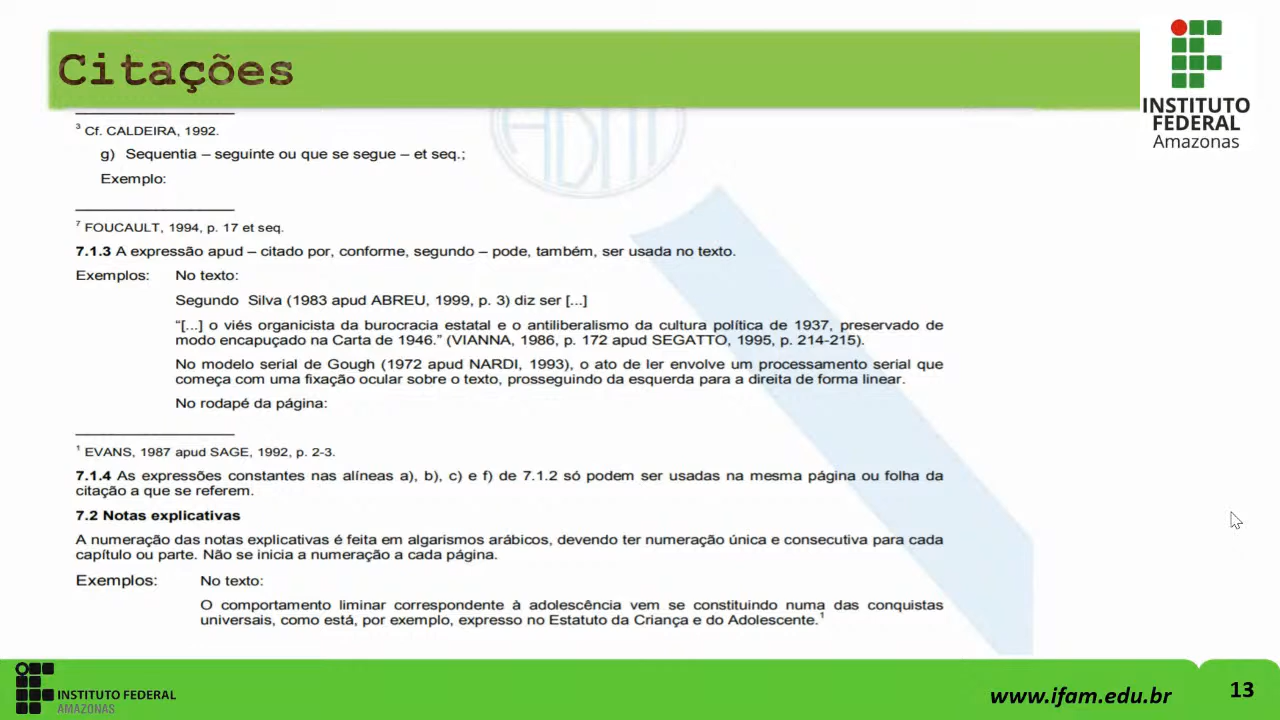 Citações
INSTITUTO
FEDERAL
Amazonas
³ Cf. CALDEIRA, 1992.
g) Sequentia – seguinte ou que se segue – et seq.;
Exemplo:
⁷ FOUCAULT, 1994, p. 17 et seq.
7.1.3 A expressão apud – citado por, conforme, segundo – pode, também, ser usada no texto.
Exemplos: No texto:
Segundo Silva (1983 apud ABREU, 1999, p. 3) diz ser [...]
“[...] o viés organicista da burocracia estatal e o antiliberalismo da cultura política de 1937, preservado de
modo encapuçado na Carta de 1946.” (VIANNA, 1986, p. 172 apud SEGATTO, 1995, p. 214-215).
No modelo serial de Gough (1972 apud NARDI, 1993), o ato de ler envolve um processamento serial que
começa com uma fixação ocular sobre o texto, prosseguindo da esquerda para a direita de forma linear.
No rodapé da página:
¹ EVANS, 1987 apud SAGE, 1992, p. 2-3.
7.1.4 As expressões constantes nas alíneas a), b), c) e f) de 7.1.2 só podem ser usadas na mesma página ou folha da
citação a que se referem.
7.2 Notas explicativas
A numeração das notas explicativas é feita em algarismos arábicos, devendo ter numeração única e consecutiva para cada
capítulo ou parte. Não se inicia a numeração a cada página.
Exemplos: No texto:
O comportamento liminar correspondente à adolescência vem se constituindo numa das conquistas
universais, como está, por exemplo, expresso no Estatuto da Criança e do Adolescente.¹
INSTITUTO FEDERAL
AMAZONAS
www.ifam.edu.br
13